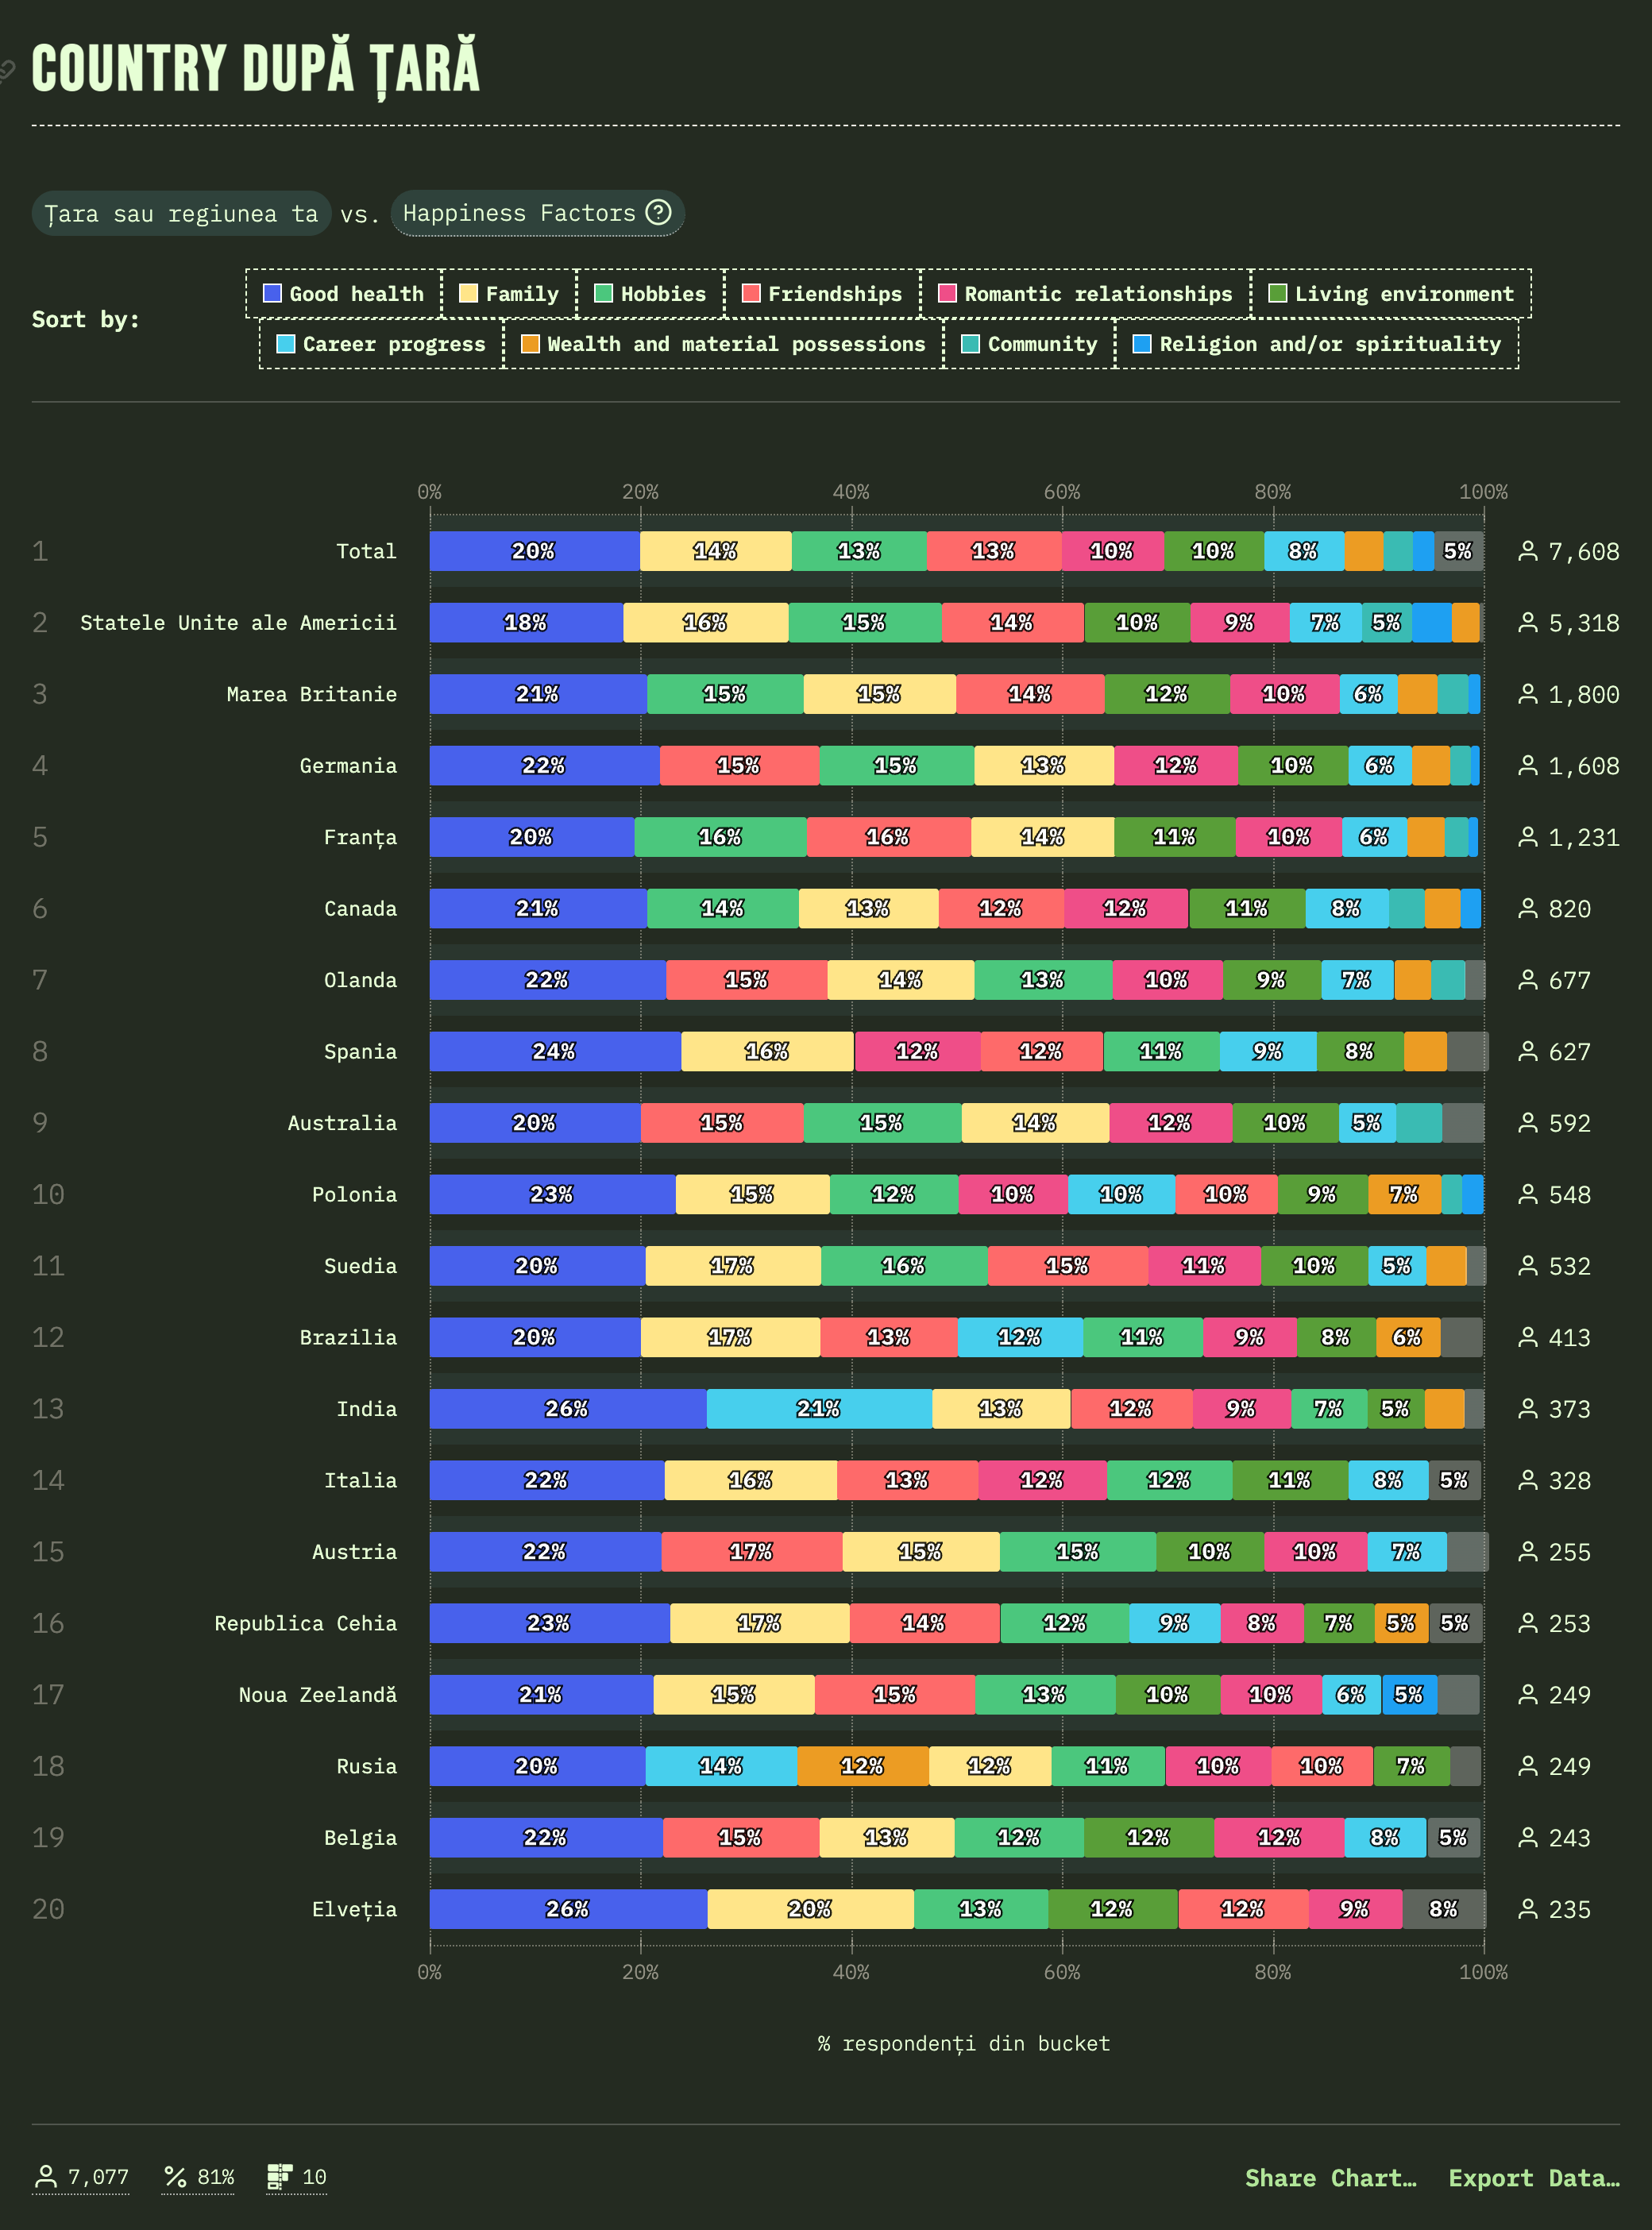 COUNTRY DUPĂ ȚARĂ
Țara sau regiunea ta vs. Happiness Factors ?
Sort by:
Good health Family Hobbies Friendships Romantic relationships Living environment
Career progress Wealth and material possessions Community Religion and/or spirituality
0% 20% 40% 60% 80% 100%
1 Total 20% 14% 13% 13% 10% 10% 8% 5% 7,608
2 Statele Unite ale Americii 18% 16% 15% 14% 10% 9% 7% 5% 5,318
3 Marea Britanie 21% 15% 15% 14% 12% 10% 6% 1,800
4 Germania 22% 15% 15% 13% 12% 10% 6% 1,608
5 Franța 20% 16% 16% 14% 11% 10% 6% 1,231
6 Canada 21% 14% 13% 12% 12% 11% 8% 820
7 Olanda 22% 15% 14% 13% 10% 9% 7% 677
8 Spania 24% 16% 12% 12% 11% 9% 8% 627
9 Australia 20% 15% 15% 14% 12% 10% 5% 592
10 Polonia 23% 15% 12% 10% 10% 10% 9% 7% 548
11 Suedia 20% 17% 16% 15% 11% 10% 5% 532
12 Brazilia 20% 17% 13% 12% 11% 9% 8% 6% 413
13 India 26% 21% 13% 12% 9% 7% 5% 373
14 Italia 22% 16% 13% 12% 12% 11% 8% 5% 328
15 Austria 22% 17% 15% 15% 10% 10% 7% 255
16 Republica Cehia 23% 17% 14% 12% 9% 8% 7% 5% 5% 253
17 Noua Zeelandă 21% 15% 15% 13% 10% 10% 6% 5% 249
18 Rusia 20% 14% 12% 12% 11% 10% 10% 7% 249
19 Belgia 22% 15% 13% 12% 12% 12% 8% 5% 243
20 Elveția 26% 20% 13% 12% 12% 9% 8% 235
0% 20% 40% 60% 80% 100%
% respondenți din bucket
7,077 81% 10 Share Chart… Export Data…